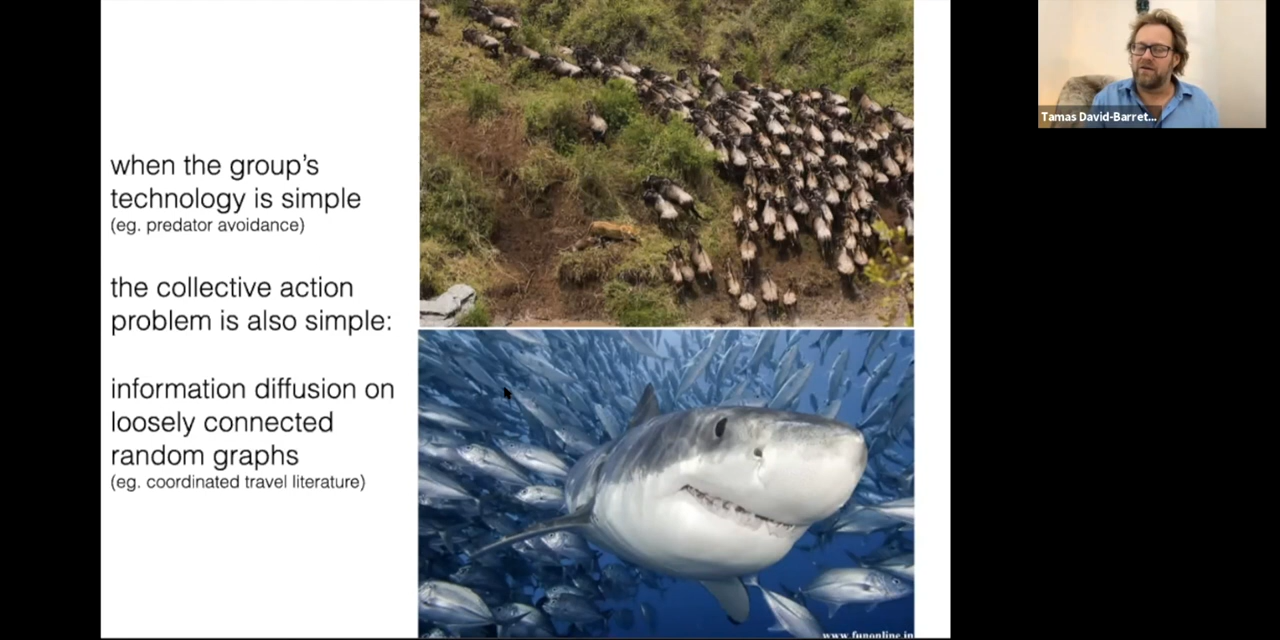 when the group's
technology is simple
(eg. predator avoidance)
the collective action
problem is also simple:
information diffusion on
loosely connected
random graphs
(eg. coordinated travel literature)
Tamas David-Barret...
www.funonline.in